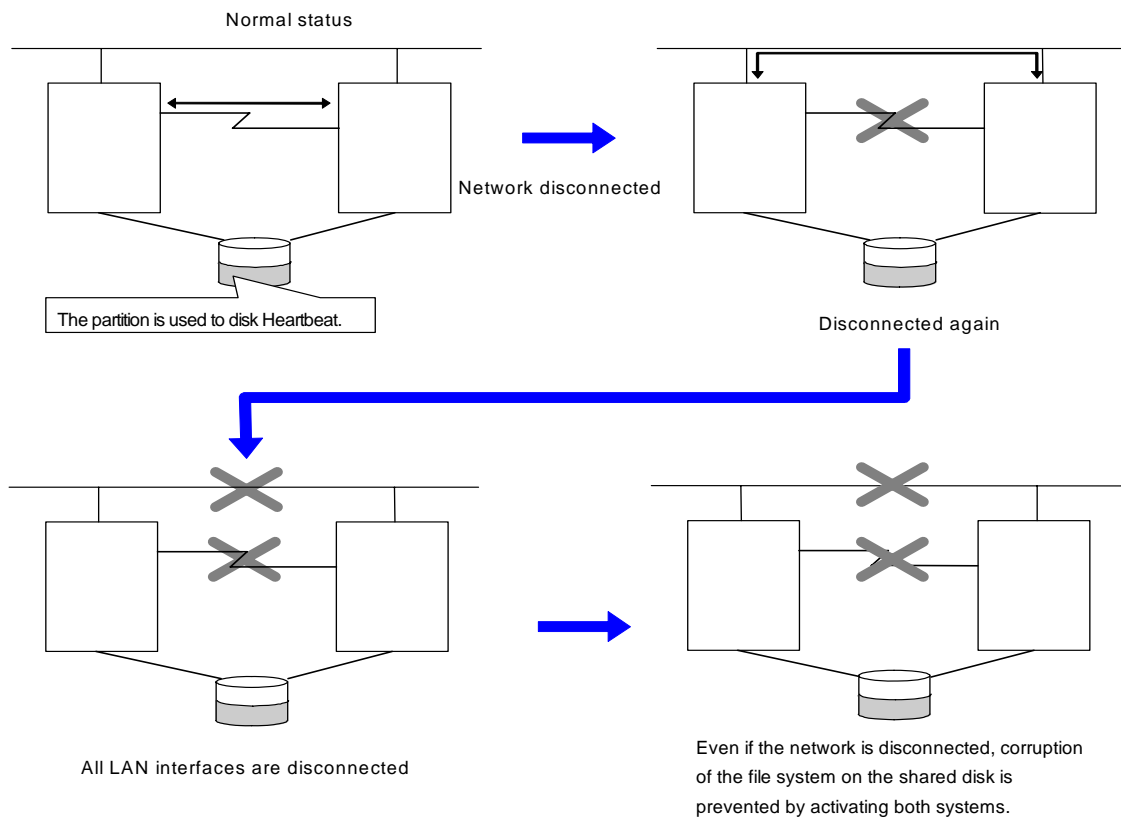 Normal status
Network disconnected
The partition is used to disk Heartbeat.
Disconnected again
All LAN interfaces are disconnected
Even if the network is disconnected, corruption
of the file system on the shared disk is
prevented by activating both systems.